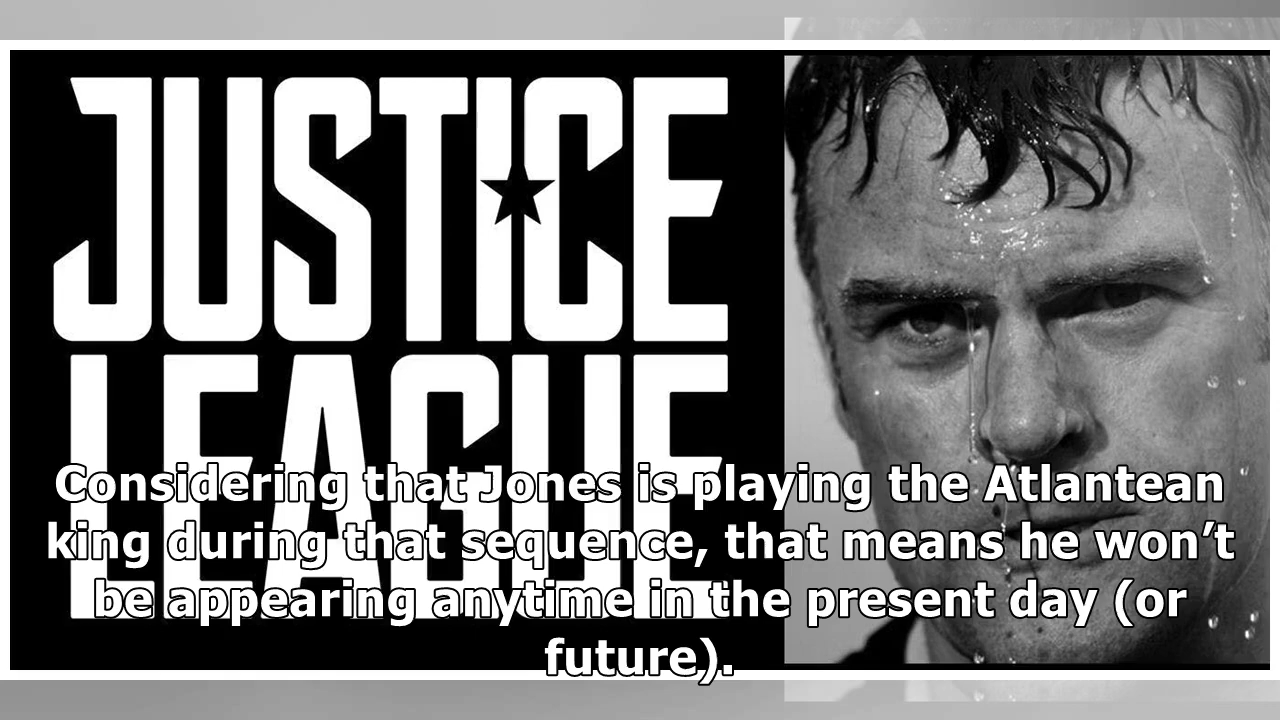 JUSTICE
LEAGUE
Considering that Jones is playing the Atlantean
king during that sequence, that means he won’t
be appearing anytime in the present day (or
future).